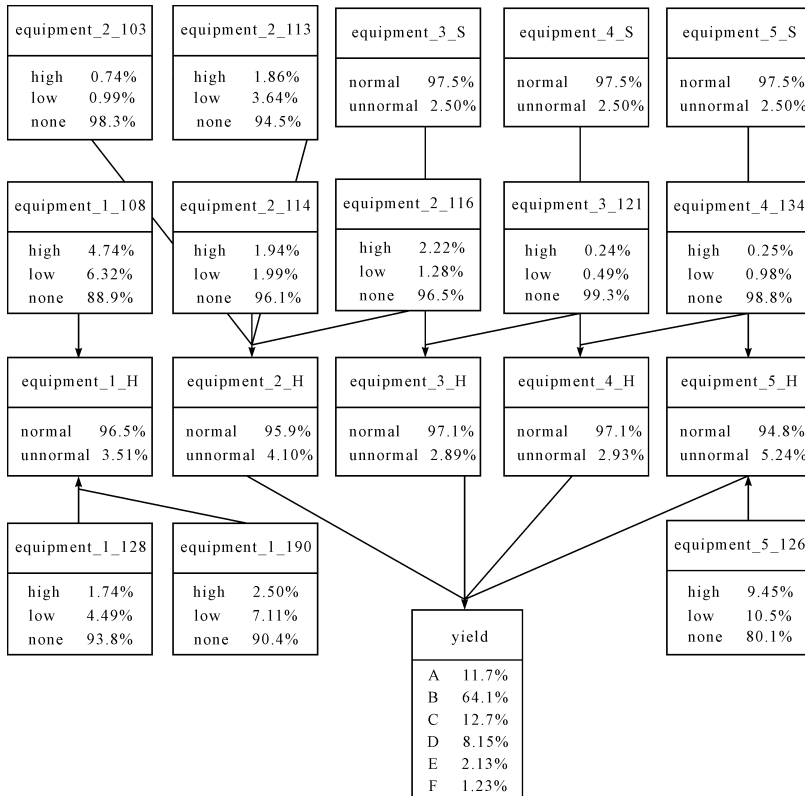 equipment_2_103
high 0.74%
low 0.99%
none 98.3%
equipment_2_113
high 1.86%
low 3.64%
none 94.5%
equipment_3_S
normal 97.5%
unnormal 2.50%
equipment_4_S
normal 97.5%
unnormal 2.50%
equipment_5_S
normal 97.5%
unnormal 2.50%
equipment_1_108
high 4.74%
low 6.32%
none 88.9%
equipment_2_114
high 1.94%
low 1.99%
none 96.1%
equipment_2_116
high 2.22%
low 1.28%
none 96.5%
equipment_3_121
high 0.24%
low 0.49%
none 99.3%
equipment_4_134
high 0.25%
low 0.98%
none 98.8%
equipment_1_H
normal 96.5%
unnormal 3.51%
equipment_2_H
normal 95.9%
unnormal 4.10%
equipment_3_H
normal 97.1%
unnormal 2.89%
equipment_4_H
normal 97.1%
unnormal 2.93%
equipment_5_H
normal 94.8%
unnormal 5.24%
equipment_1_128
high 1.74%
low 4.49%
none 93.8%
equipment_1_190
high 2.50%
low 7.11%
none 90.4%
equipment_5_126
high 9.45%
low 10.5%
none 80.1%
yield
A 11.7%
B 64.1%
C 12.7%
D 8.15%
E 2.13%
F 1.23%